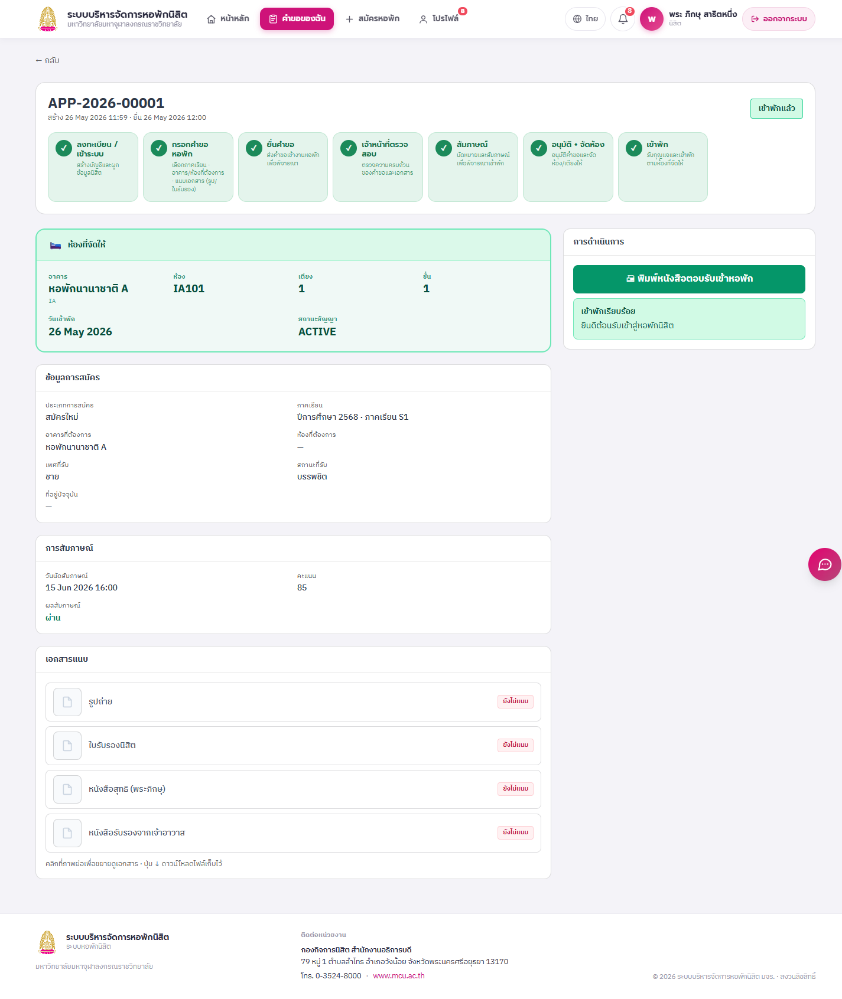 ระบบบริหารจัดการหอพักนิสิต
มหาวิทยาลัยมหาจุฬาลงกรณราชวิทยาลัย
หน้าหลัก
คำขอของฉัน
สมัครหอพัก
โปรไฟล์
8
ไทย
8
W
พระ ภิกษุ สาธิตหนึ่ง
นิสิต
ออกจากระบบ
← กลับ
APP-2026-00001
สร้าง 26 May 2026 11:59 · ยื่น 26 May 2026 12:00
เข้าพักแล้ว
ลงทะเบียน /
เข้าระบบ
สร้างบัญชีและผูก
ข้อมูลนิสิต
กรอกคำขอ
หอพัก
เลือกภาคเรียน ·
อาคาร/ห้องที่ต้องการ
· แนบเอกสาร (รูป/
ใบรับรอง)
ยื่นคำขอ
ส่งคำขอเข้างานหอพัก
เพื่อพิจารณา
เจ้าหน้าที่ตรวจ
สอบ
ตรวจความครบถ้วน
ของคำขอและเอกสาร
สัมภาษณ์
นัดหมายและสัมภาษณ์
เพื่อพิจารณาเข้าพัก
อนุมัติ + จัดห้อง
อนุมัติคำขอและจัด
ห้อง/เตียงให้
เข้าพัก
รับกุญแจและเข้าพัก
ตามห้องที่จัดให้
ห้องที่จัดให้
อาคาร
หอพักนานาชาติ A
IA
ห้อง
IA101
เตียง
1
ชั้น
1
วันเข้าพัก
26 May 2026
สถานะสัญญา
ACTIVE
การดำเนินการ
พิมพ์หนังสือตอบรับเข้าหอพัก
เข้าพักเรียบร้อย
ยินดีต้อนรับเข้าสู่หอพักนิสิต
ข้อมูลการสมัคร
ประเภทการสมัคร
สมัครใหม่
ภาคเรียน
ปีการศึกษา 2568 · ภาคเรียน S1
อาคารที่ต้องการ
หอพักนานาชาติ A
ห้องที่ต้องการ
—
เพศที่รับ
ชาย
สถานะที่รับ
บรรพชิต
ที่อยู่ปัจจุบัน
—
การสัมภาษณ์
วันนัดสัมภาษณ์
15 Jun 2026 16:00
คะแนน
85
ผลสัมภาษณ์
ผ่าน
เอกสารแนบ
รูปถ่าย
ยังไม่แนบ
ใบรับรองนิสิต
ยังไม่แนบ
หนังสือสุทธิ (พระภิกษุ)
ยังไม่แนบ
หนังสือรับรองจากเจ้าอาวาส
ยังไม่แนบ
คลิกที่ภาพย่อเพื่อขยายดูเอกสาร · ปุ่ม ↓ ดาวน์โหลดไฟล์เก็บไว้
ระบบบริหารจัดการหอพักนิสิต
ระบบหอพักนิสิต
มหาวิทยาลัยมหาจุฬาลงกรณราชวิทยาลัย
ติดต่อหน่วยงาน
กองกิจการนิสิต สำนักงานอธิการบดี
79 หมู่ 1 ตำบลลำไทร อำเภอวังน้อย จังหวัดพระนครศรีอยุธยา 13170
โทร. 0-3524-8000 · www.mcu.ac.th
© 2026 ระบบบริหารจัดการหอพักนิสิต มจร. · สงวนลิขสิทธิ์